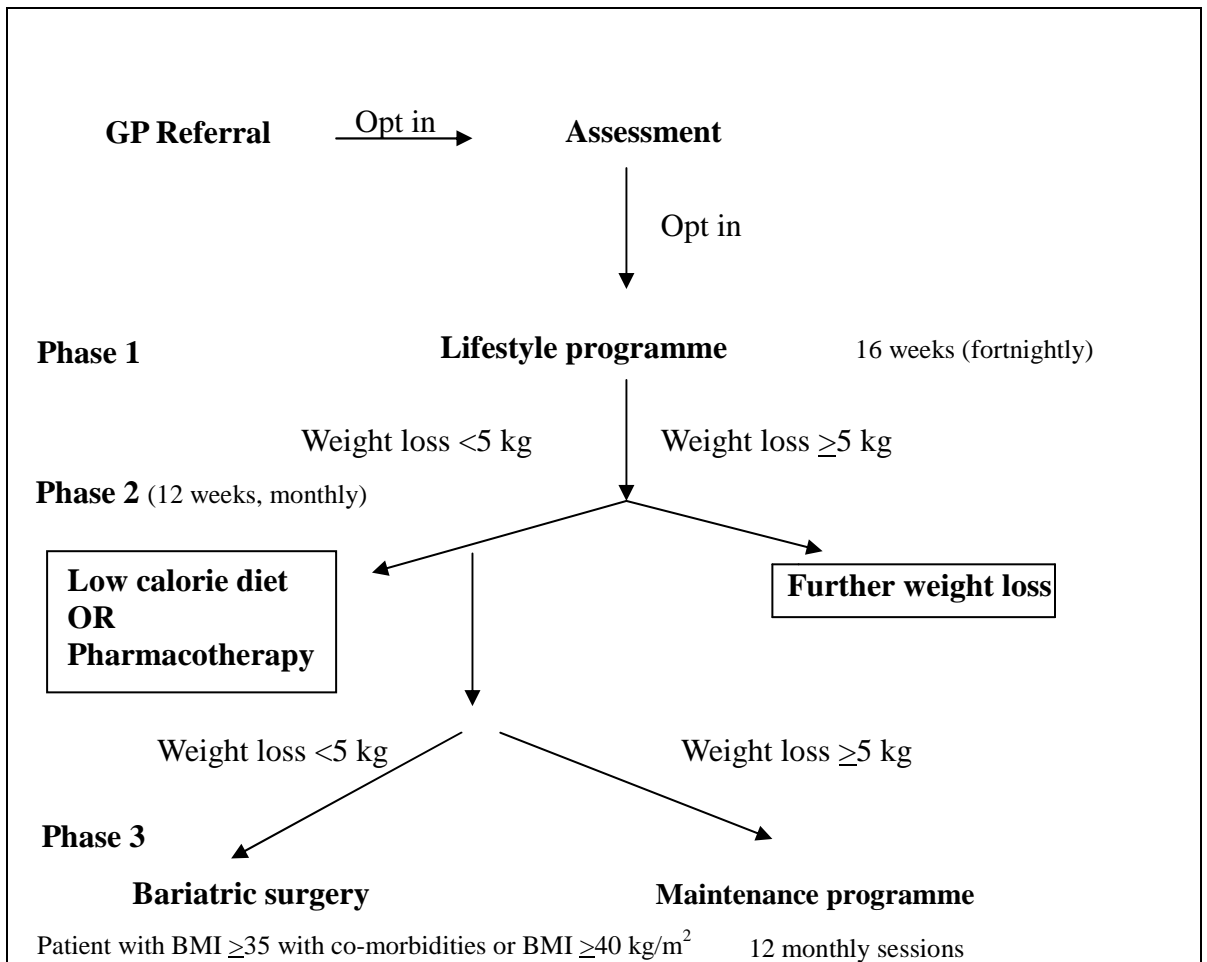 GP Referral Opt in Assessment
Opt in
Phase 1 Lifestyle programme 16 weeks (fortnightly)
Weight loss <5 kg Weight loss ≥5 kg
Phase 2 (12 weeks, monthly)
Low calorie diet
OR
Pharmacotherapy
Further weight loss
Weight loss <5 kg Weight loss ≥5 kg
Phase 3
Bariatric surgery Maintenance programme
Patient with BMI ≥35 with co-morbidities or BMI ≥40 kg/m² 12 monthly sessions